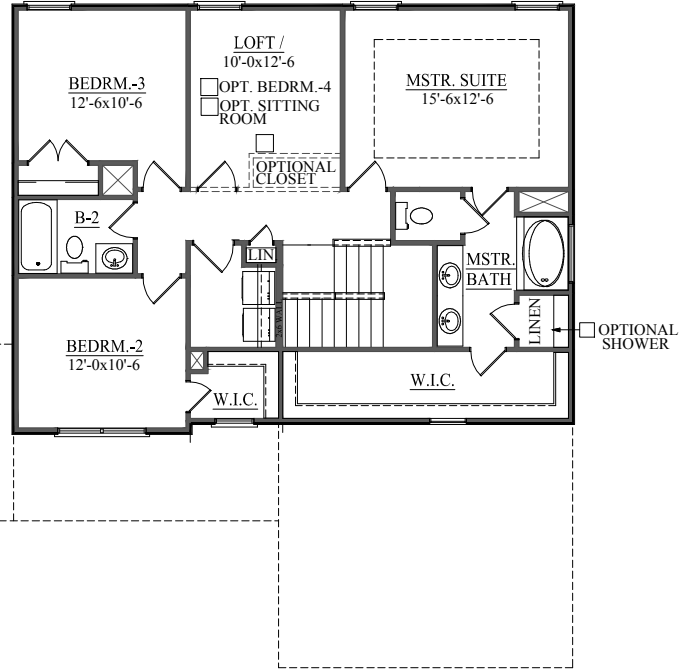 LOFT /
10'-0x12'-6
OPT. BEDRM.-4
OPT. SITTING
ROOM
OPTIONAL
CLOSET
BEDRM.-3
12'-6x10'-6
MSTR. SUITE
15'-6x12'-6
B-2
LIN
MSTR.
BATH
LINEN
OPTIONAL
SHOWER
BEDRM.-2
12'-0x10'-6
W.I.C.
W.I.C.